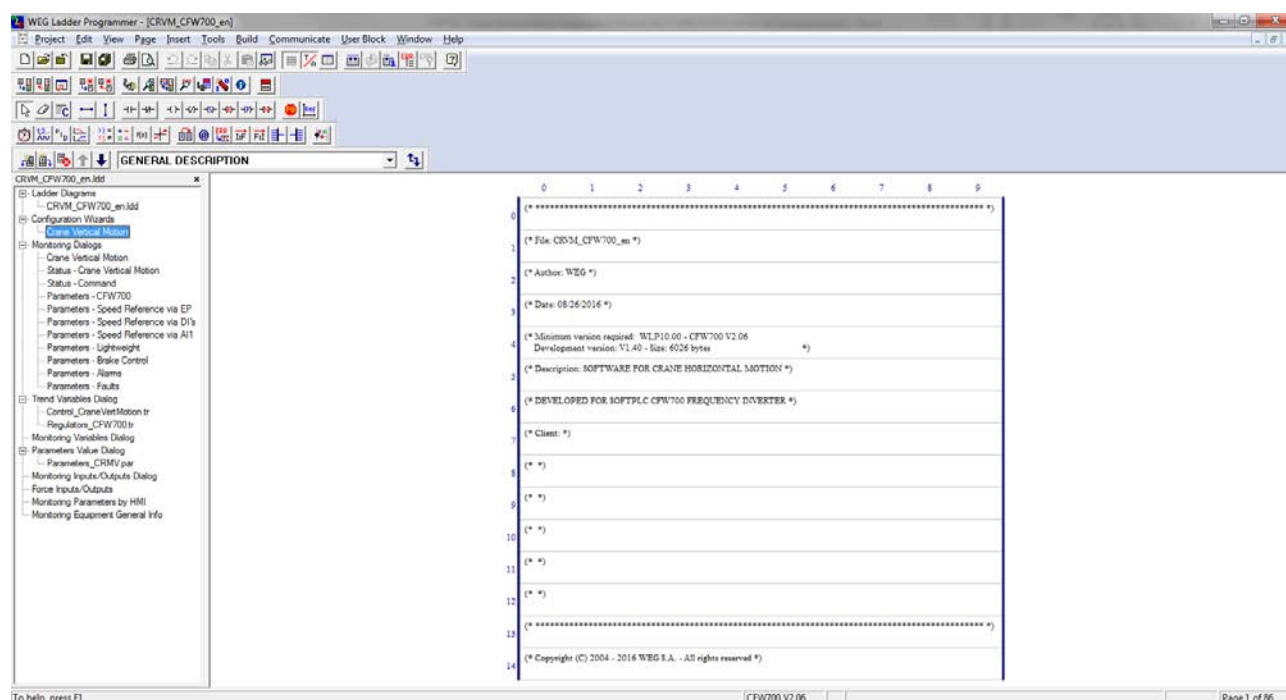 WEG Ladder Programmer - [CRVM_CFW700_en]
Project Edit View Page Insert Tools Build Communicate User Block Window Help
GENERAL DESCRIPTION
CRVM_CFW700_en.ldd
Ladder Diagrams
CRVM_CFW700_en.ldd
Configuration Wizards
Crane Vertical Motion
Monitoring Dialogs
Crane Vertical Motion
Status - Crane Vertical Motion
Status - Command
Parameters - CFW700
Parameters - Speed Reference via EP
Parameters - Speed Reference via DI's
Parameters - Speed Reference via AI1
Parameters - Lightweight
Parameters - Brake Control
Parameters - Alarms
Parameters - Faults
Trend Variables Dialog
Control_CraneVertMotion.tr
Regulators_CFW700.tr
Monitoring Variables Dialog
Parameters Value Dialog
Parameters_CRMV.par
Monitoring Inputs/Outputs Dialog
Force Inputs/Outputs
Monitoring Parameters by HMI
Monitoring Equipment General Info
0 1 2 3 4 5 6 7 8 9
0 (* ******************************************************************************************* *)
1 (* File: CRVM_CFW700_en *)
2 (* Author: WEG *)
3 (* Date: 08/26/2016 *)
4 (* Minimum version required: WLP10.00 - CFW700 V2.06
Development version: V1.40 - Size: 6026 bytes *)
5 (* Description: SOFTWARE FOR CRANE HORIZONTAL MOTION *)
6 (* DEVELOPED FOR SOFTPLC CFW700 FREQUENCY INVERTER *)
7 (* Client: *)
8 (* *)
9 (* *)
10 (* *)
11 (* *)
12 (* *)
13 (* ******************************************************************************************* *)
14 (* Copyright (C) 2004 - 2016 WEG S.A. - All rights reserved *)
To help, press F1 CFW700 V2.06 Page 1 of 86